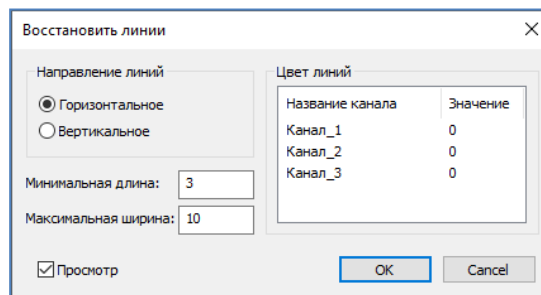 Восстановить линии
Направление линий
Горизонтальное
Вертикальное
Минимальная длина: 3
Максимальная ширина: 10
Просмотр
Цвет линий
Название канала Значение
Канал_1 0
Канал_2 0
Канал_3 0
OK Cancel